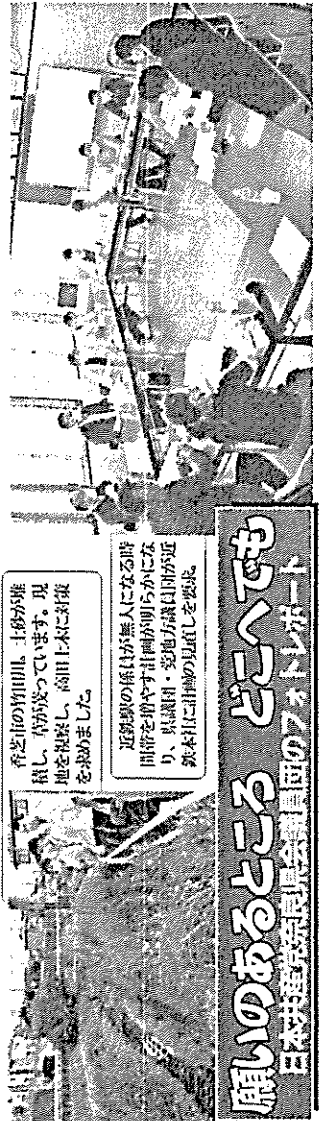 願いのあるところ どこへでも
日本共産党奈良県会議員団のフォトレポート
香芝市の竹田川。土砂が堆
積し、草が茂っています。現
地を視察し、高田土木に対策
を求めました。
近鉄駅の係員が無人になる時
間帯を増やす計画が明らかにな
り、県議団・党地方議員団が近
鉄本社に計画の見直しを要求。